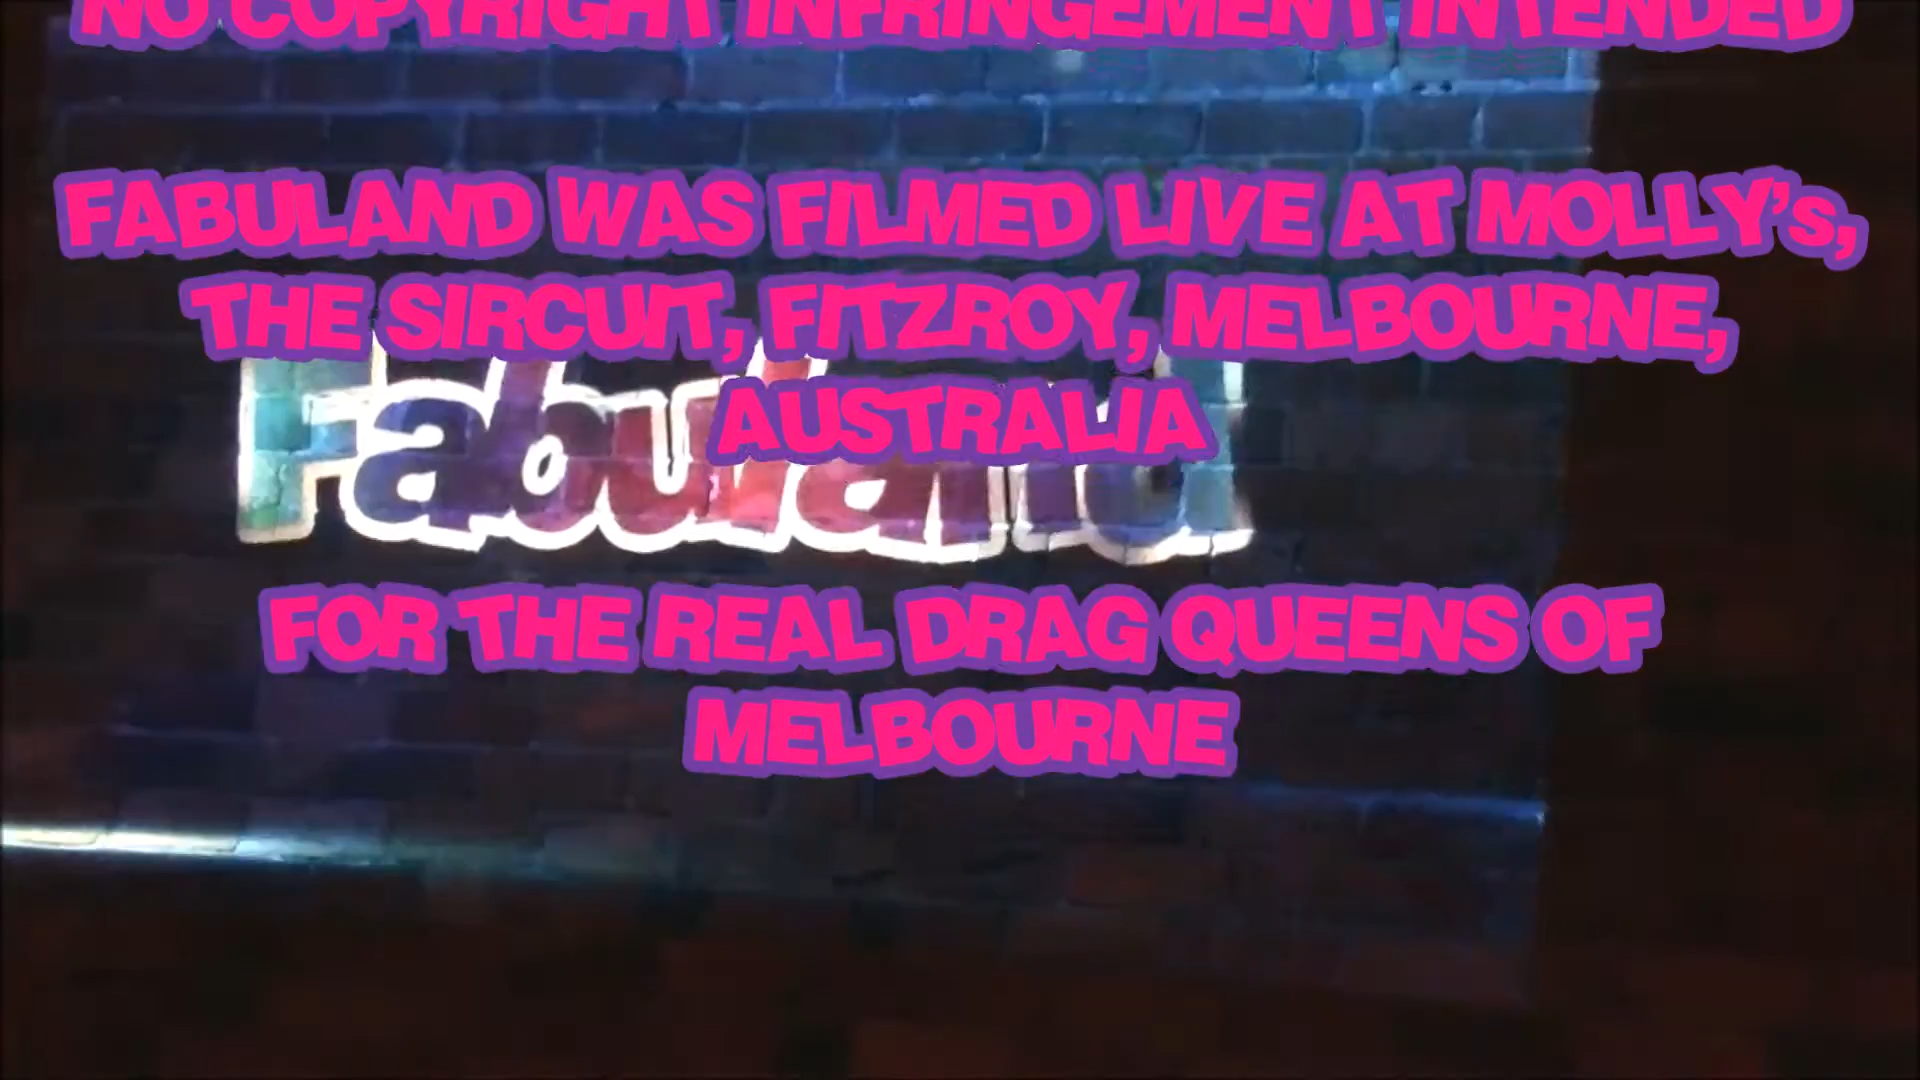 NO COPYRIGHT INFRINGEMENT INTENDED
FABULAND WAS FILMED LIVE AT MOLLY’s,
THE SIRCUIT, FITZROY, MELBOURNE,
AUSTRALIA
Fabuland
FOR THE REAL DRAG QUEENS OF
MELBOURNE